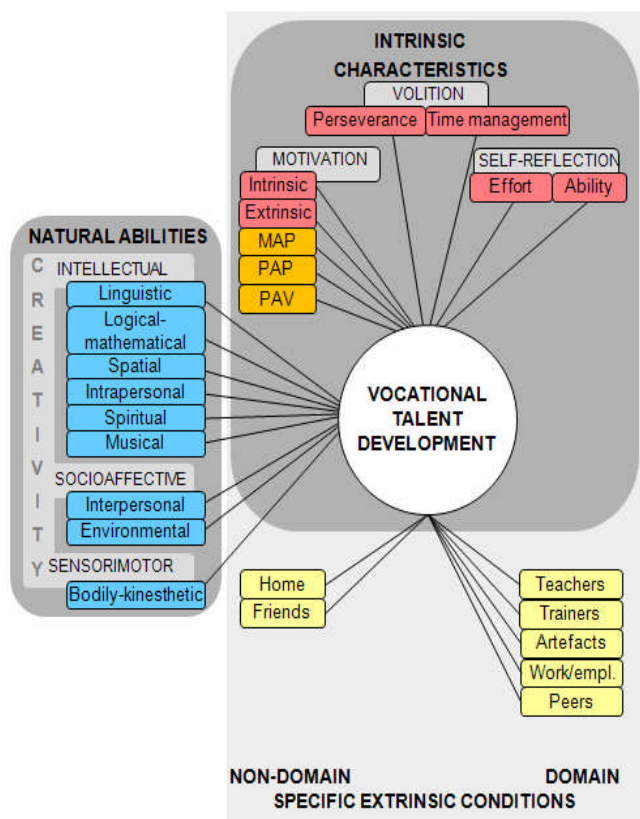 INTRINSIC
CHARACTERISTICS
VOLITION
Perseverance
Time management
MOTIVATION
Intrinsic
Extrinsic
MAP
PAP
PAV
SELF-REFLECTION
Effort
Ability
NATURAL ABILITIES
CREATIVITY
INTELLECTUAL
Linguistic
Logical-
mathematical
Spatial
Intrapersonal
Spiritual
Musical
SOCIOAFFECTIVE
Interpersonal
Environmental
SENSORIMOTOR
Bodily-kinesthetic
VOCATIONAL
TALENT
DEVELOPMENT
Home
Friends
Teachers
Trainers
Artefacts
Work/empl.
Peers
NON-DOMAIN
DOMAIN
SPECIFIC EXTRINSIC CONDITIONS